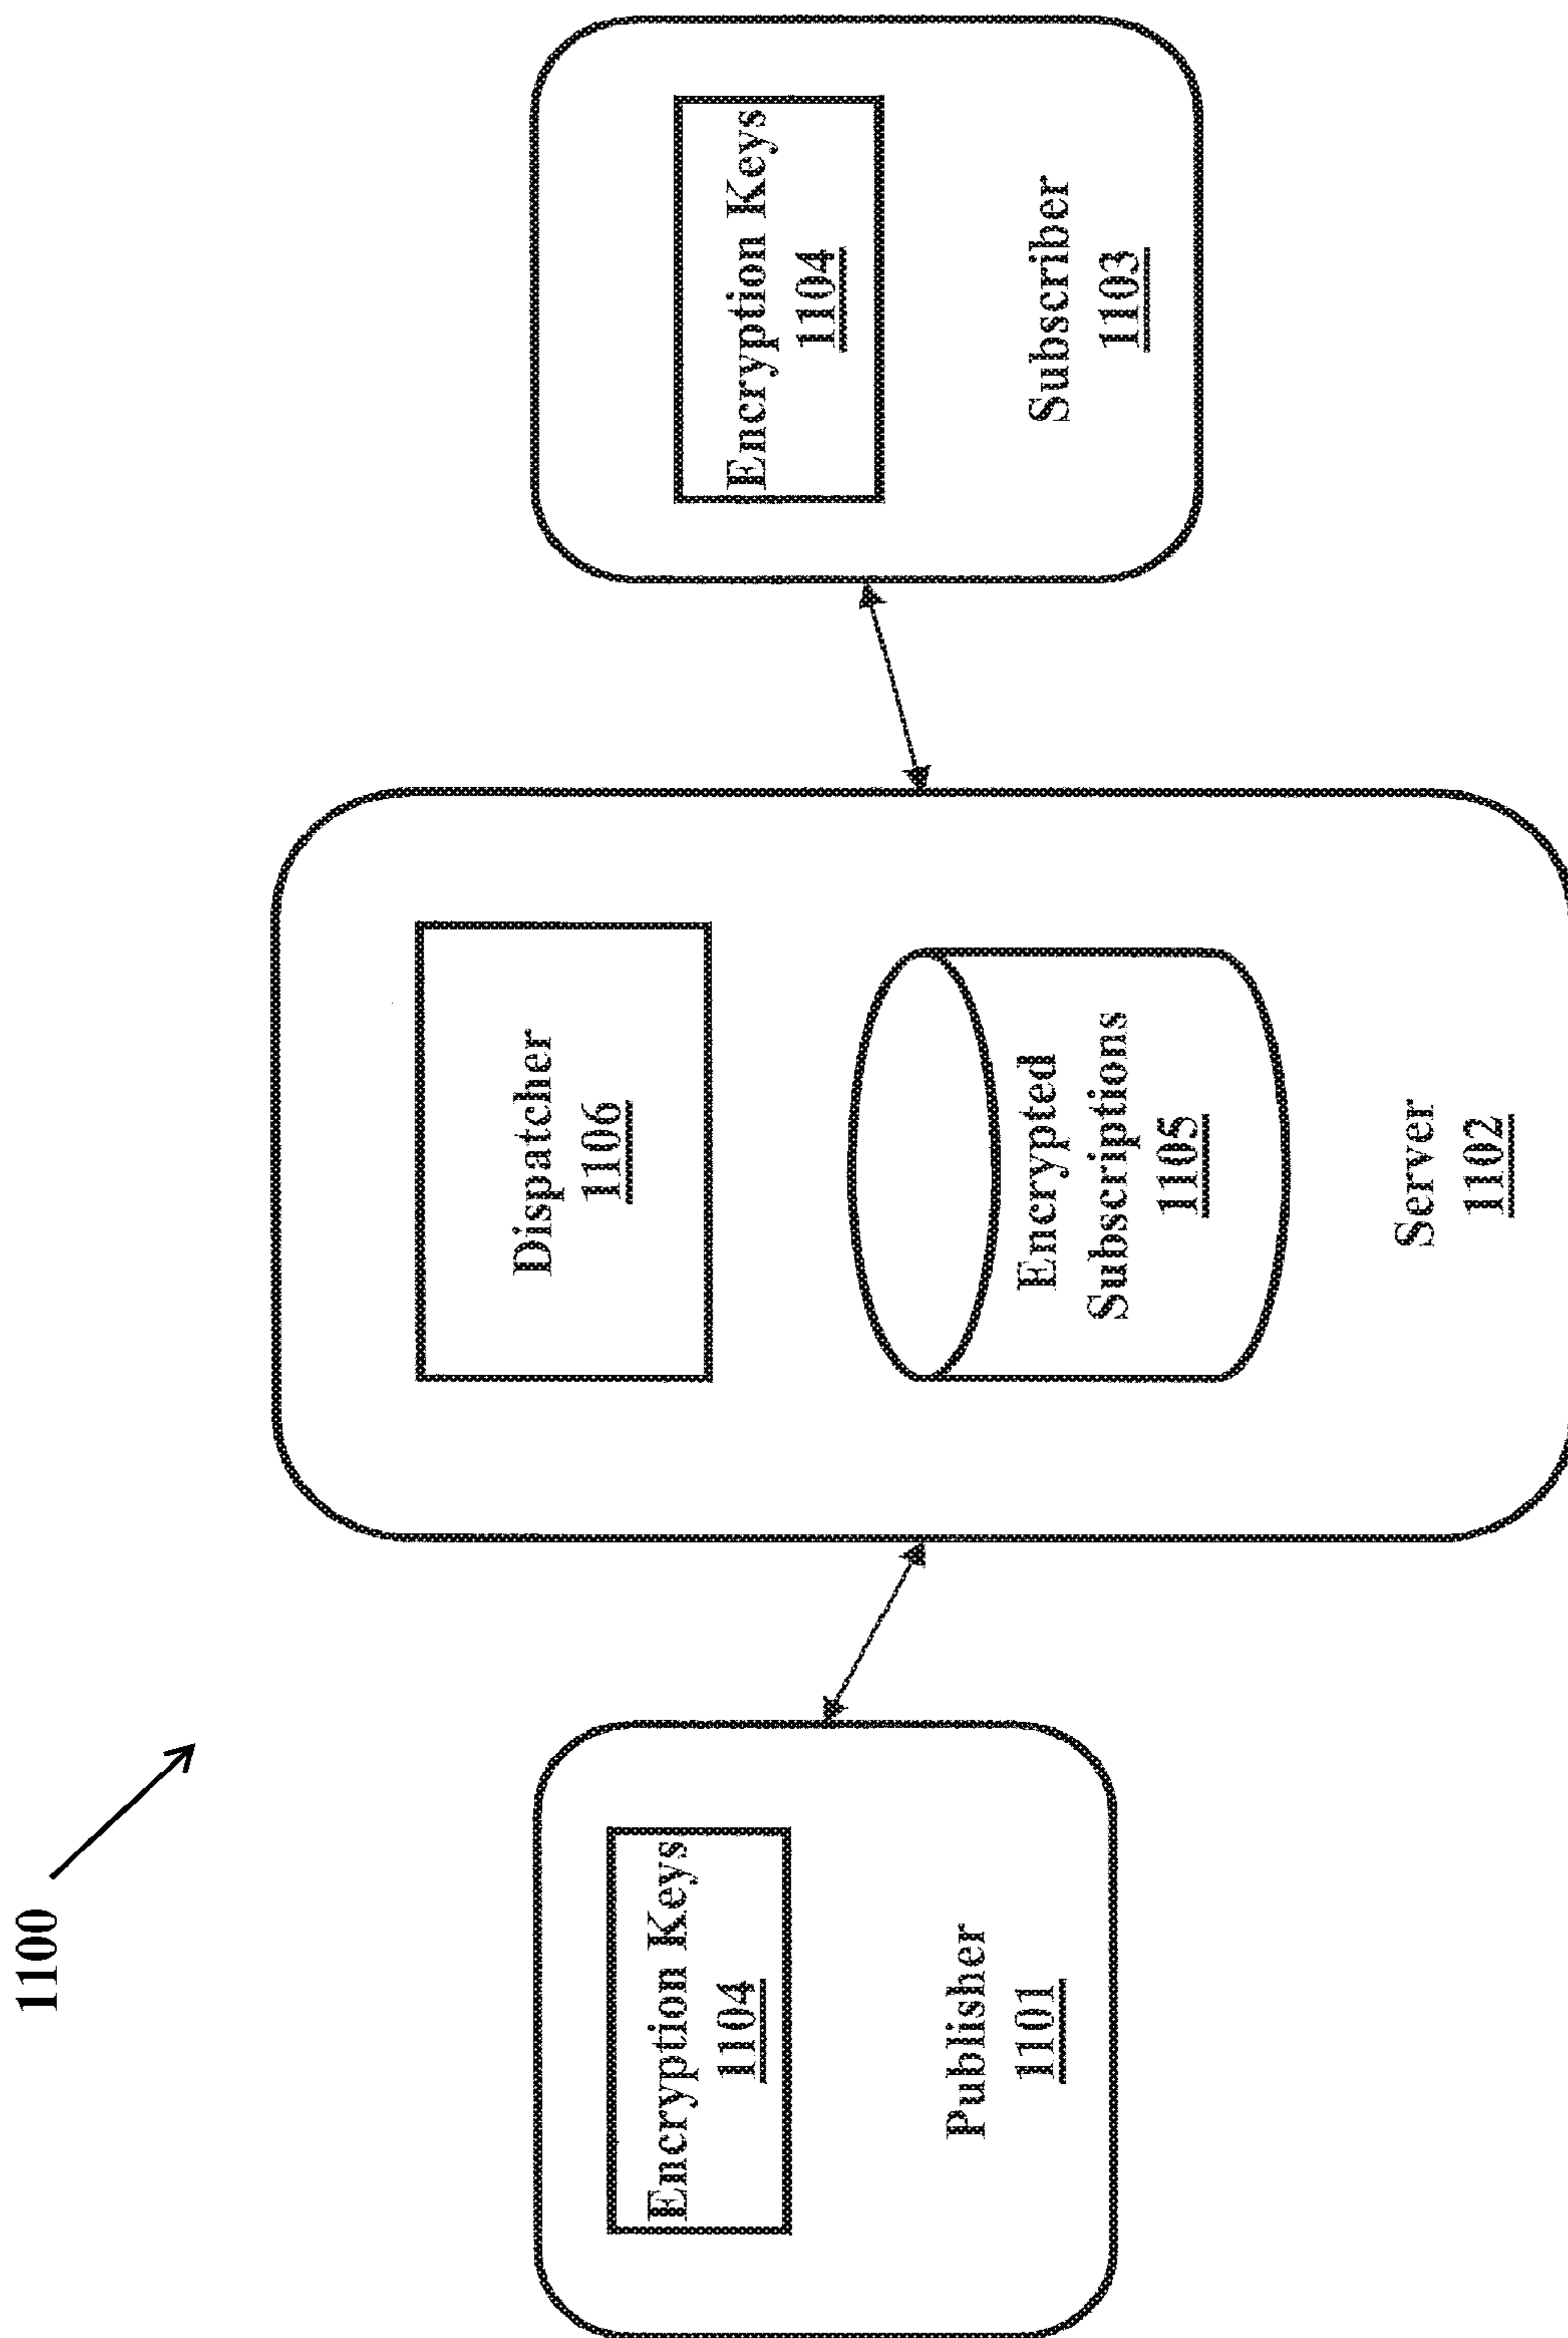 1100
Encryption Keys
1104
Publisher
1101
Dispatcher
1106
Encrypted
Subscriptions
1105
Server
1102
Encryption Keys
1104
Subscriber
1103